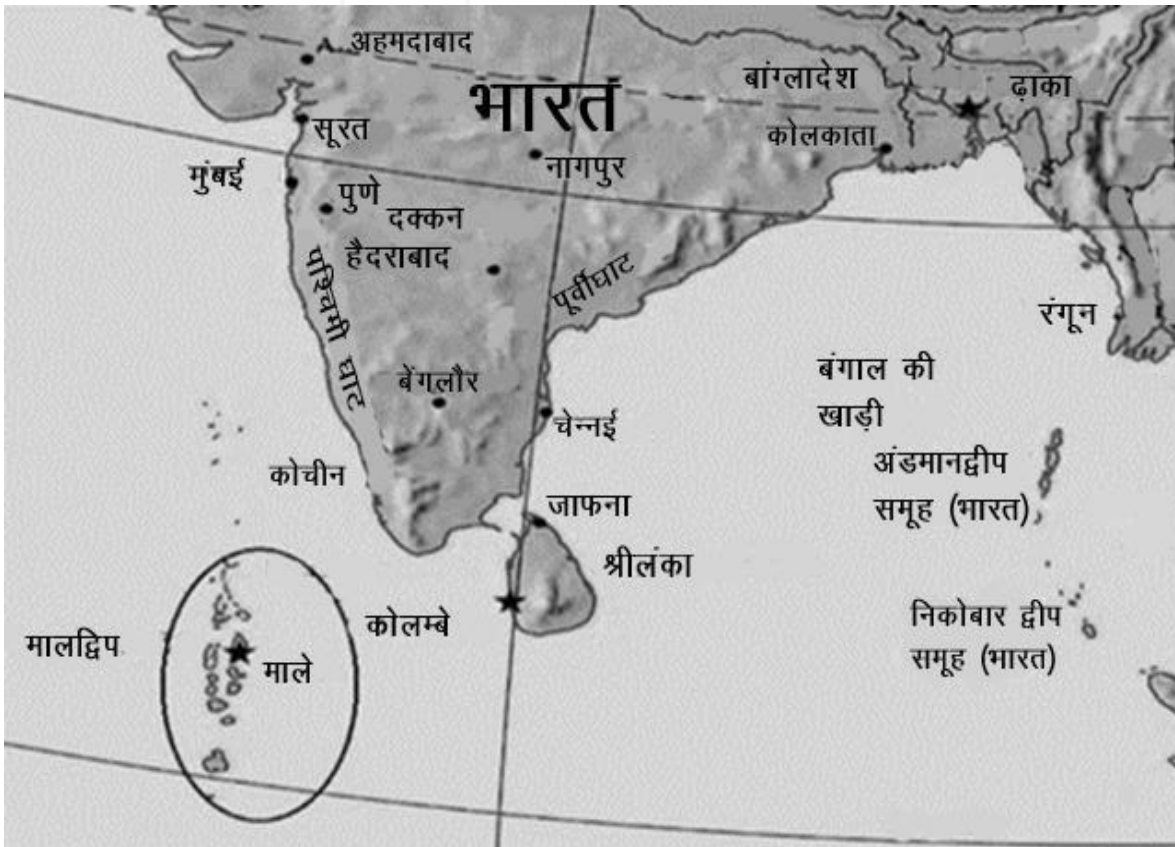 अहमदाबाद
भारत
बांग्लादेश
ढ़ाका
सूरत
कोलकाता
नागपुर
मुंबई
पुणे
दक्कन
हैदराबाद
पूर्वीघाट
पश्चिमी घाट
रंगून
बेंगलौर
बंगाल की
खाड़ी
चेन्नई
अंडमानद्वीप
समूह (भारत)
कोचीन
जाफना
श्रीलंका
निकोबार द्वीप
समूह (भारत)
कोलम्बे
मालद्विप
माले